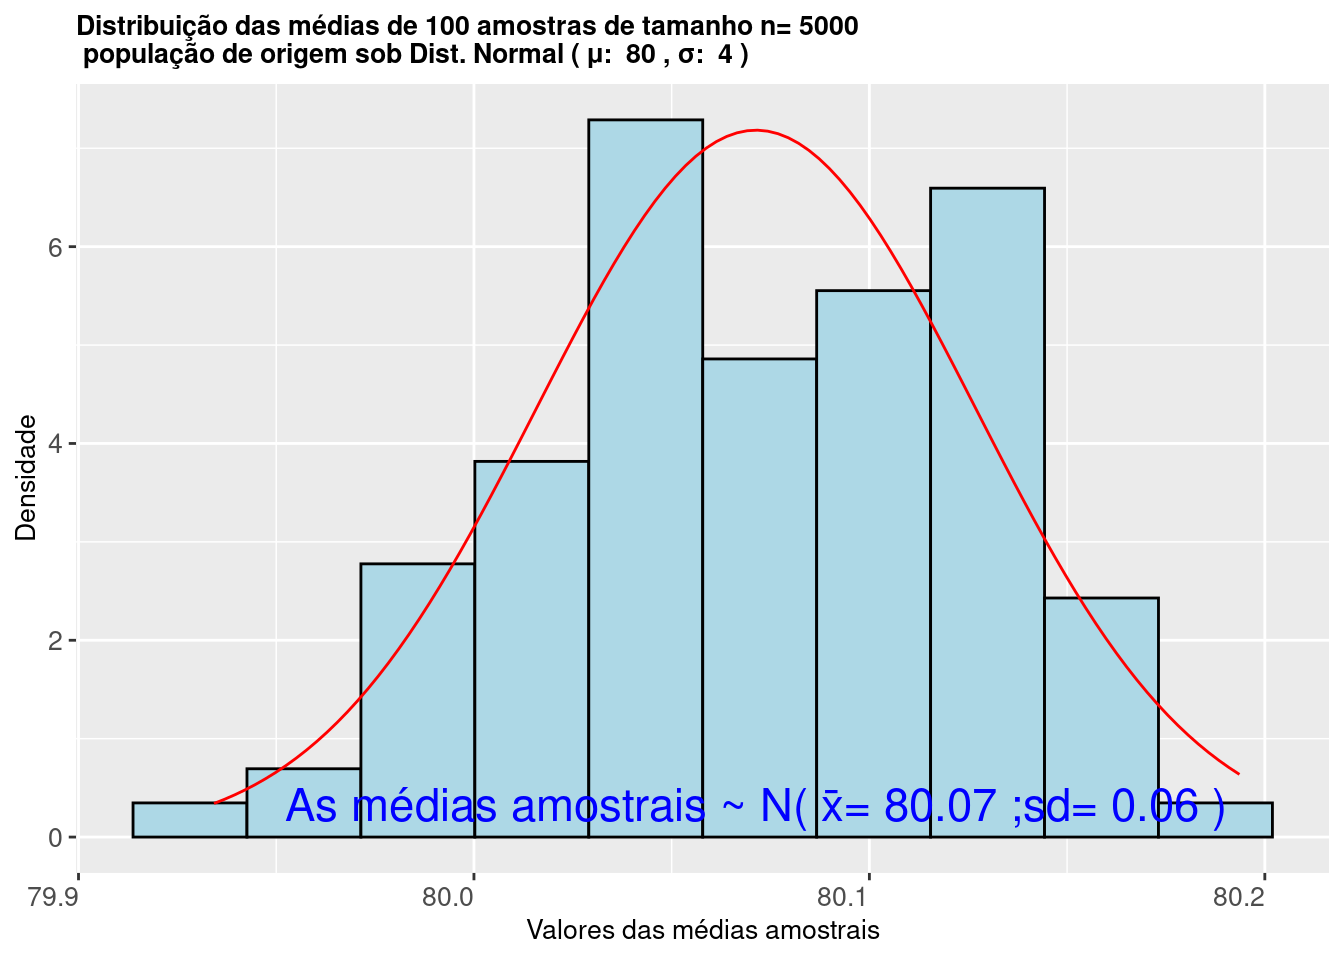 Distribuição das médias de 100 amostras de tamanho n= 5000
população de origem sob Dist. Normal ( μ:  80 , σ:  4 )
Densidade
6
4
2
0
As médias amostrais ~ N( x̄= 80.07 ;sd= 0.06 )
79.9 80.0 80.1 80.2
Valores das médias amostrais